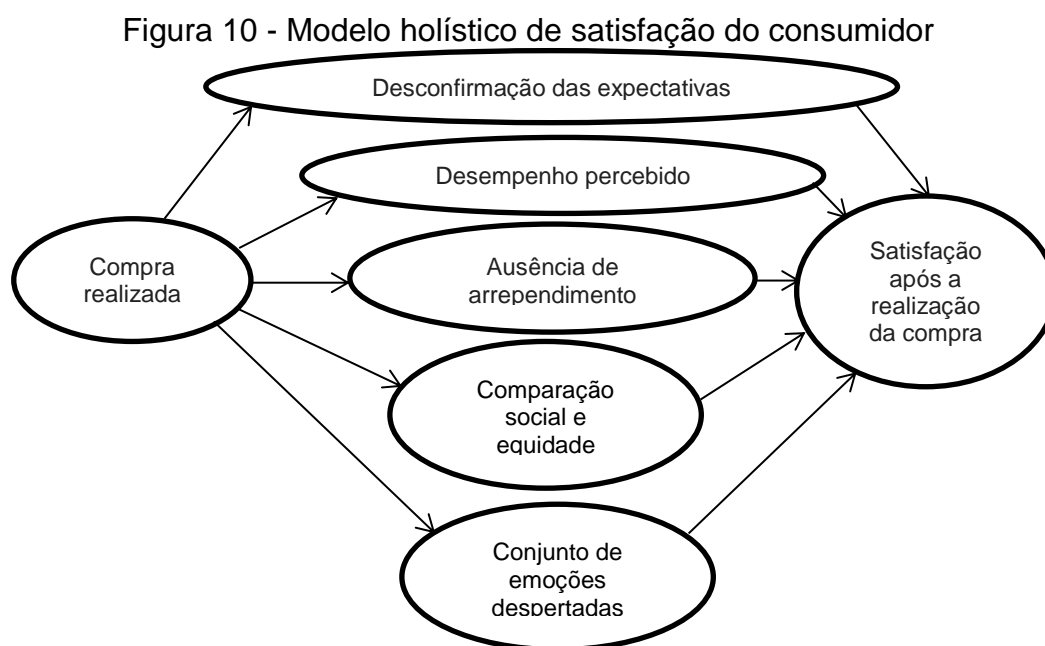 Figura 10 - Modelo holístico de satisfação do consumidor
Desconfirmação das expectativas
Desempenho percebido
Compra
realizada
Ausência de
arrependimento
Satisfação
após a
realização
da compra
Comparação
social e
equidade
Conjunto de
emoções
despertadas